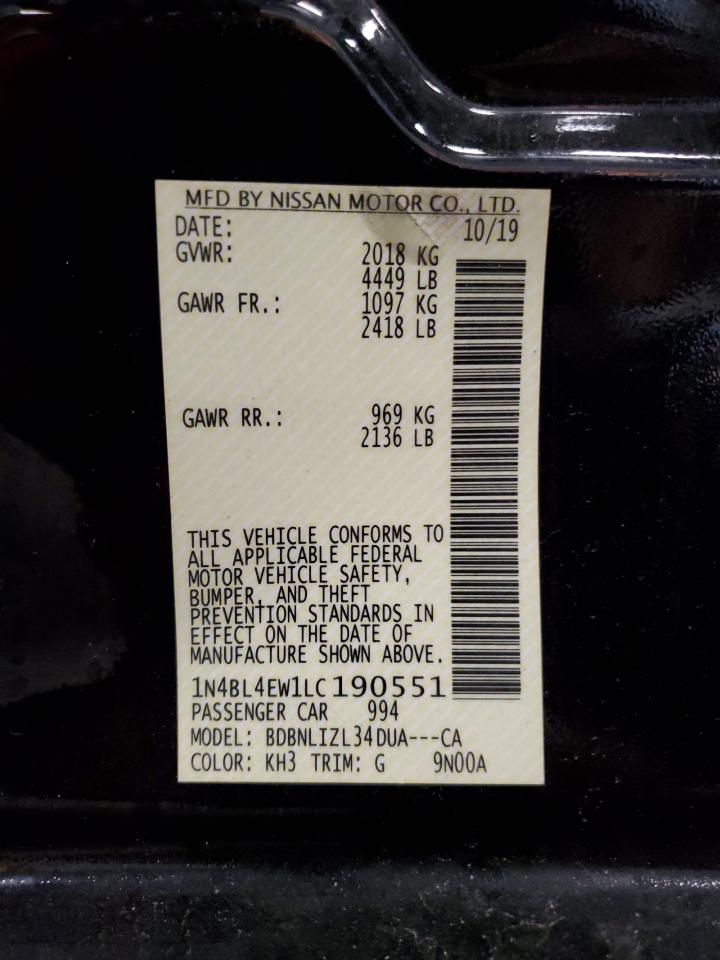 MFD BY NISSAN MOTOR CO., LTD.
DATE: 10/19
GVWR: 2018 KG
4449 LB
GAWR FR.: 1097 KG
2418 LB
GAWR RR.: 969 KG
2136 LB
THIS VEHICLE CONFORMS TO
ALL APPLICABLE FEDERAL
MOTOR VEHICLE SAFETY,
BUMPER, AND THEFT
PREVENTION STANDARDS IN
EFFECT ON THE DATE OF
MANUFACTURE SHOWN ABOVE.
1N4BL4EW1LC190551
PASSENGER CAR 994
MODEL: BDBNLIZL34DUA---CA
COLOR: KH3 TRIM: G 9N00A